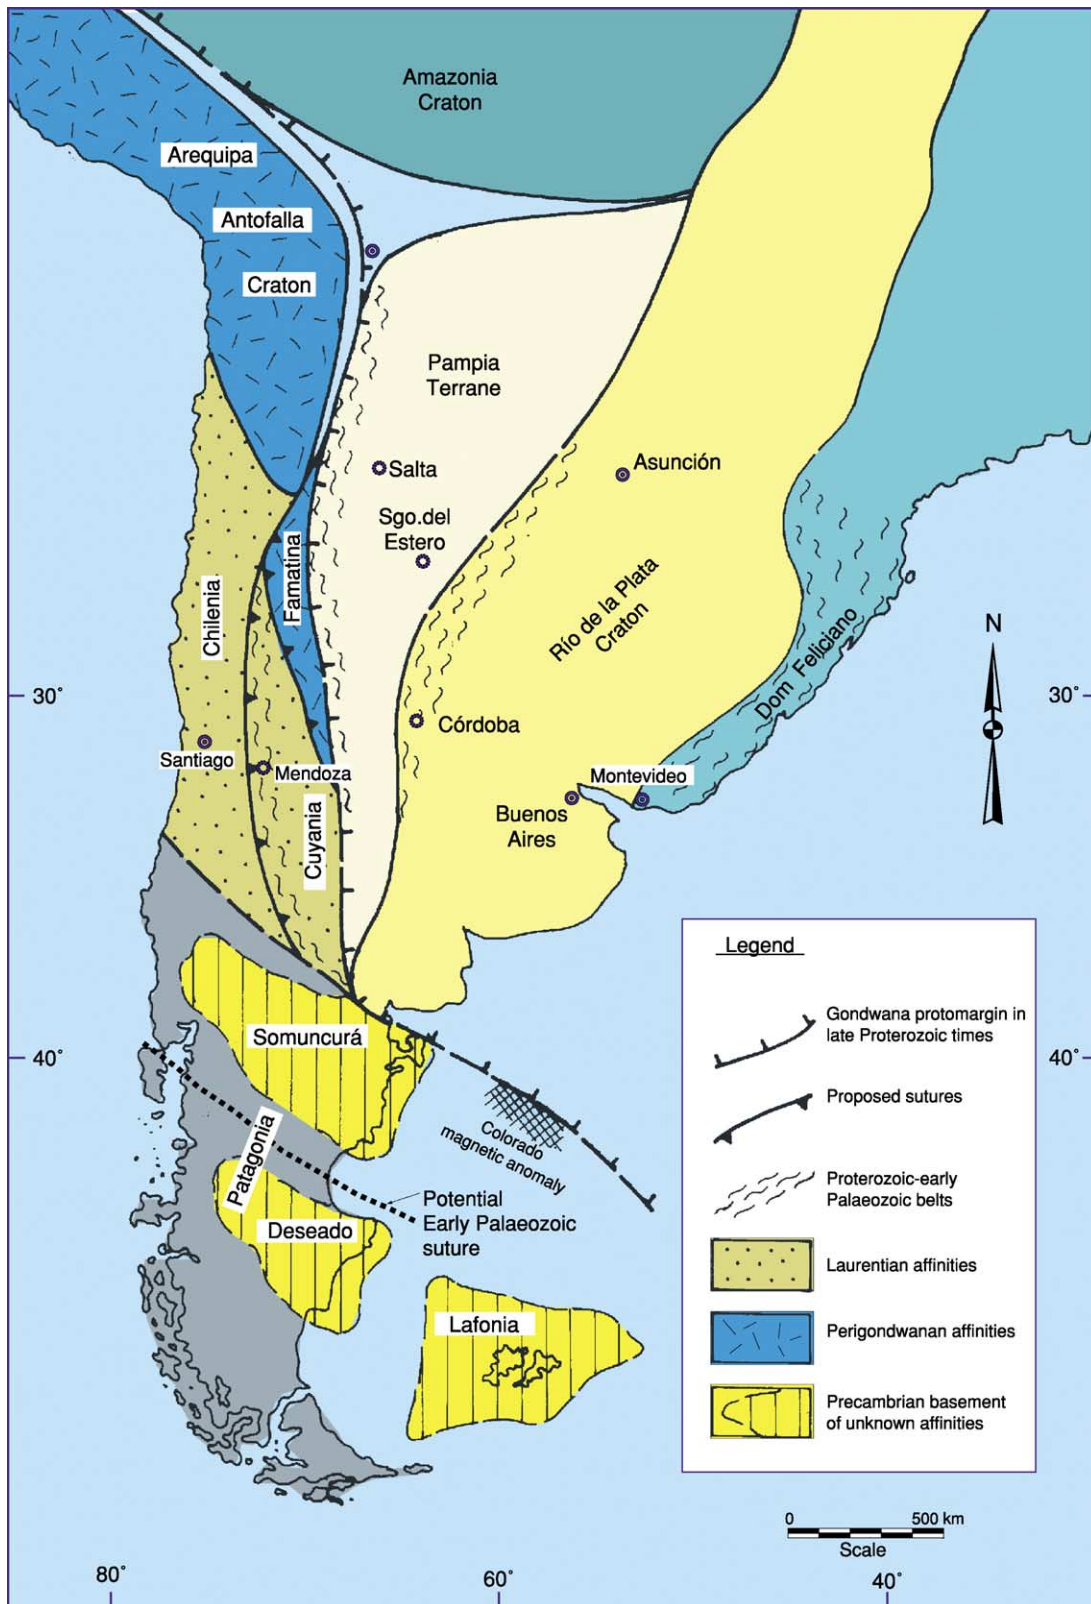 Amazonia
Craton
Arequipa
Antofalla
Craton
Pampia
Terrane
Salta
Asunción
Sgo.del
Estero
Famatina
Chilenia
Río de la Plata
Craton
Dom Feliciano
N
30°
30°
Córdoba
Santiago
Mendoza
Montevideo
Buenos
Aires
Cuyania
Somuncurá
40°
40°
Colorado
magnetic anomaly
Patagonia
Potential
Early Palaeozoic
suture
Deseado
Lafonia
Legend
Gondwana protomargin in
late Proterozoic times
Proposed sutures
Proterozoic-early
Palaeozoic belts
Laurentian affinities
Perigondwanan affinities
Precambrian basement
of unknown affinities
0 500 km
Scale
80°
60°
40°